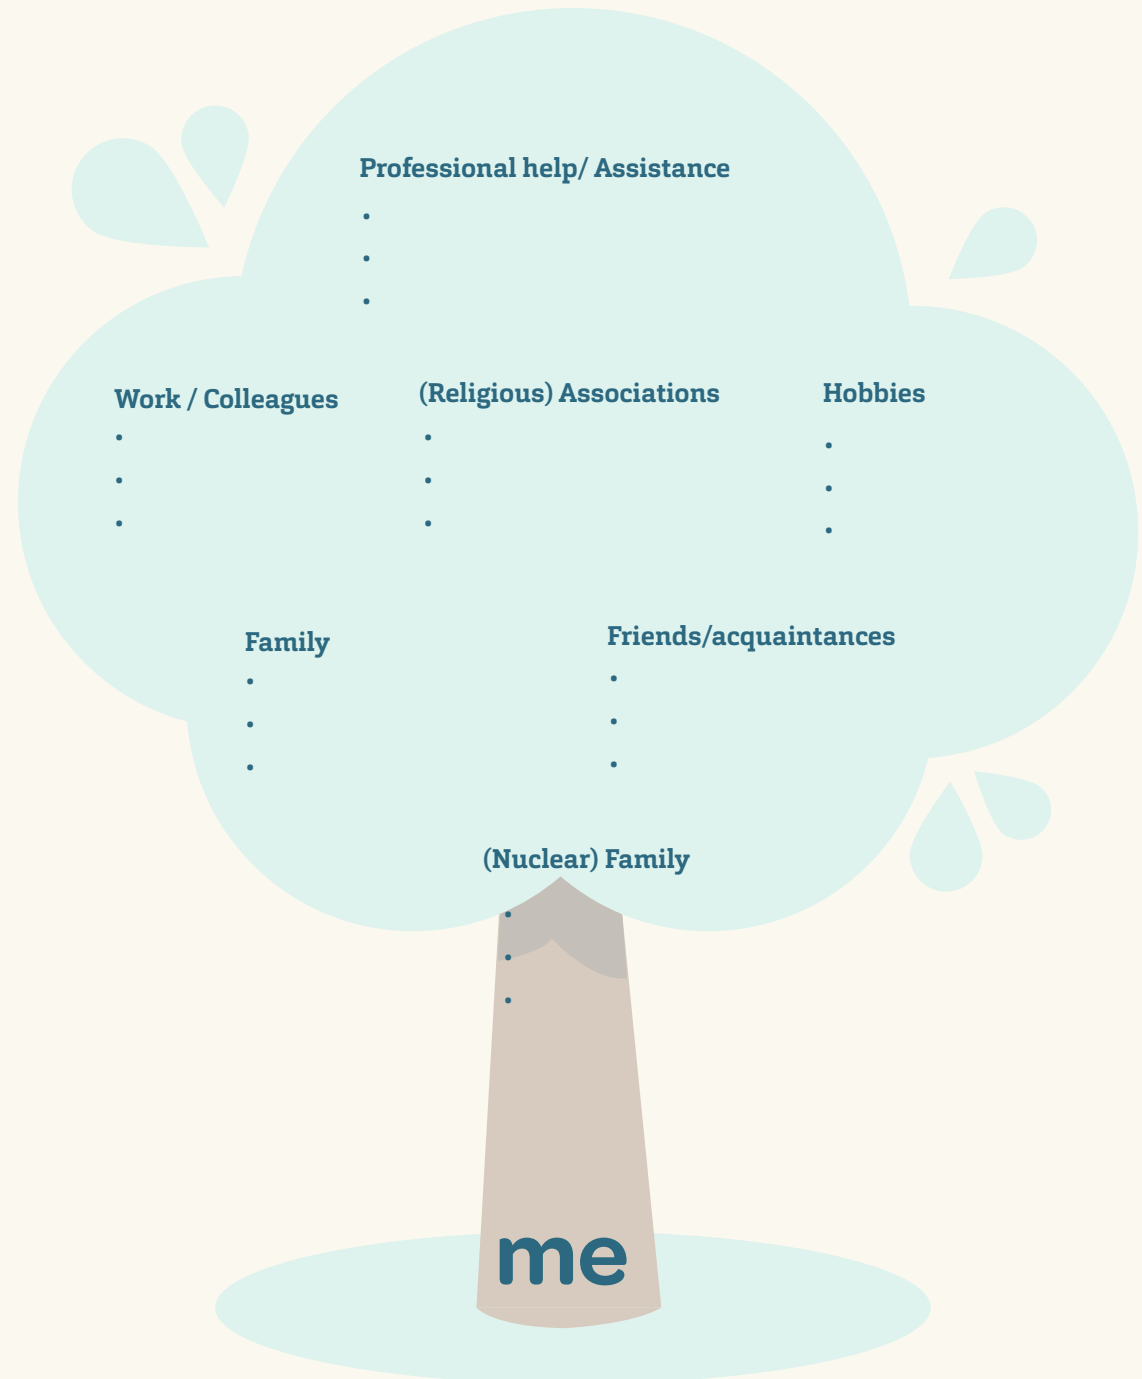 Professional help/ Assistance
•
•
•
Work / Colleagues
•
•
•
(Religious) Associations
•
•
•
Hobbies
•
•
•
Family
•
•
•
Friends/acquaintances
•
•
•
(Nuclear) Family
•
•
•
me